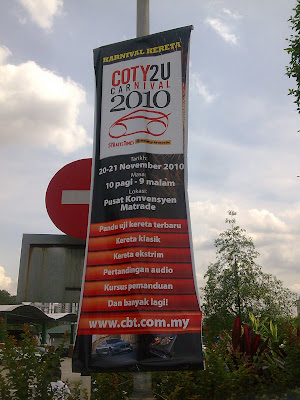 KARNIVAL KERETA
COTY2U
CARNIVAL
2010
Tarikh:
20-21 November 2010
Masa:
10 pagi - 9 malam
Lokasi:
Pusat Konvensyen
Matrade
Pandu uji kereta terbaru
Kereta klasik
Kereta ekstrim
Pertandingan audio
Kursus pemanduan
Dan banyak lagi!
www.cbt.com.my